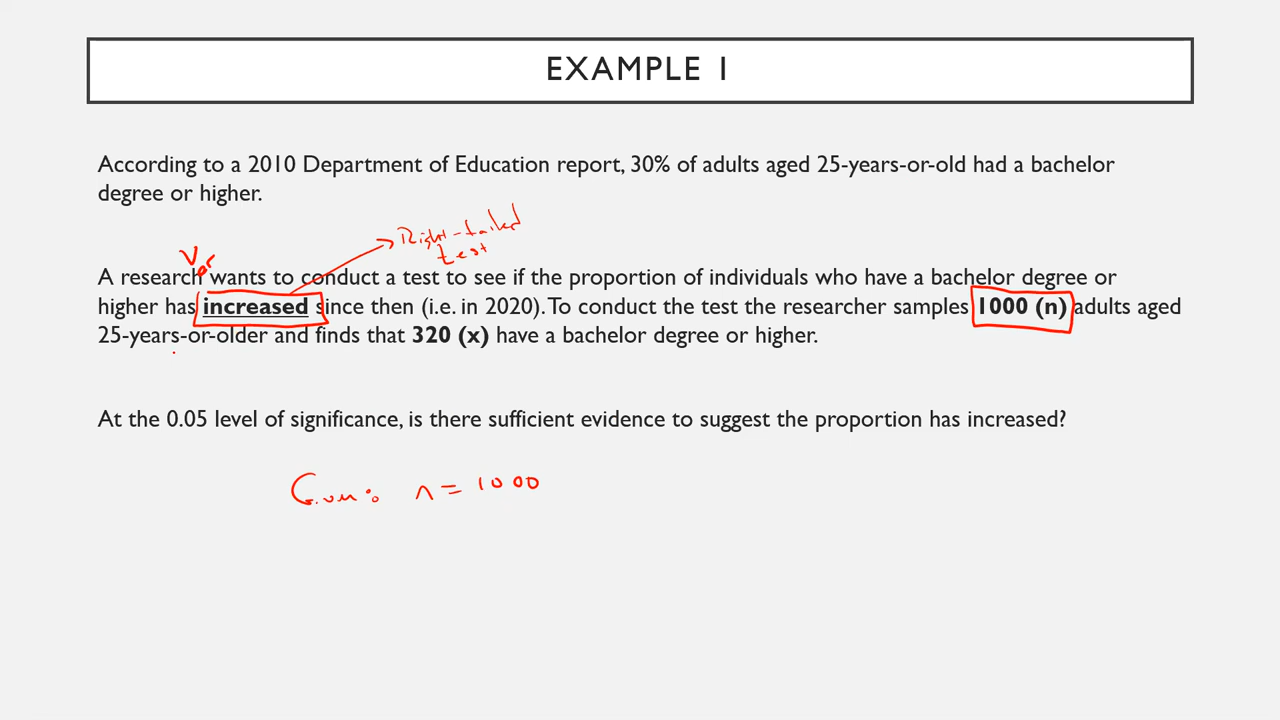 EXAMPLE 1
According to a 2010 Department of Education report, 30% of adults aged 25-years-or-old had a bachelor
degree or higher.
Right-tailed
test
er
A research wants to conduct a test to see if the proportion of individuals who have a bachelor degree or
higher has increased since then (i.e. in 2020). To conduct the test the researcher samples 1000 (n) adults aged
25-years-or-older and finds that 320 (x) have a bachelor degree or higher.
At the 0.05 level of significance, is there sufficient evidence to suggest the proportion has increased?
Given: n = 1000